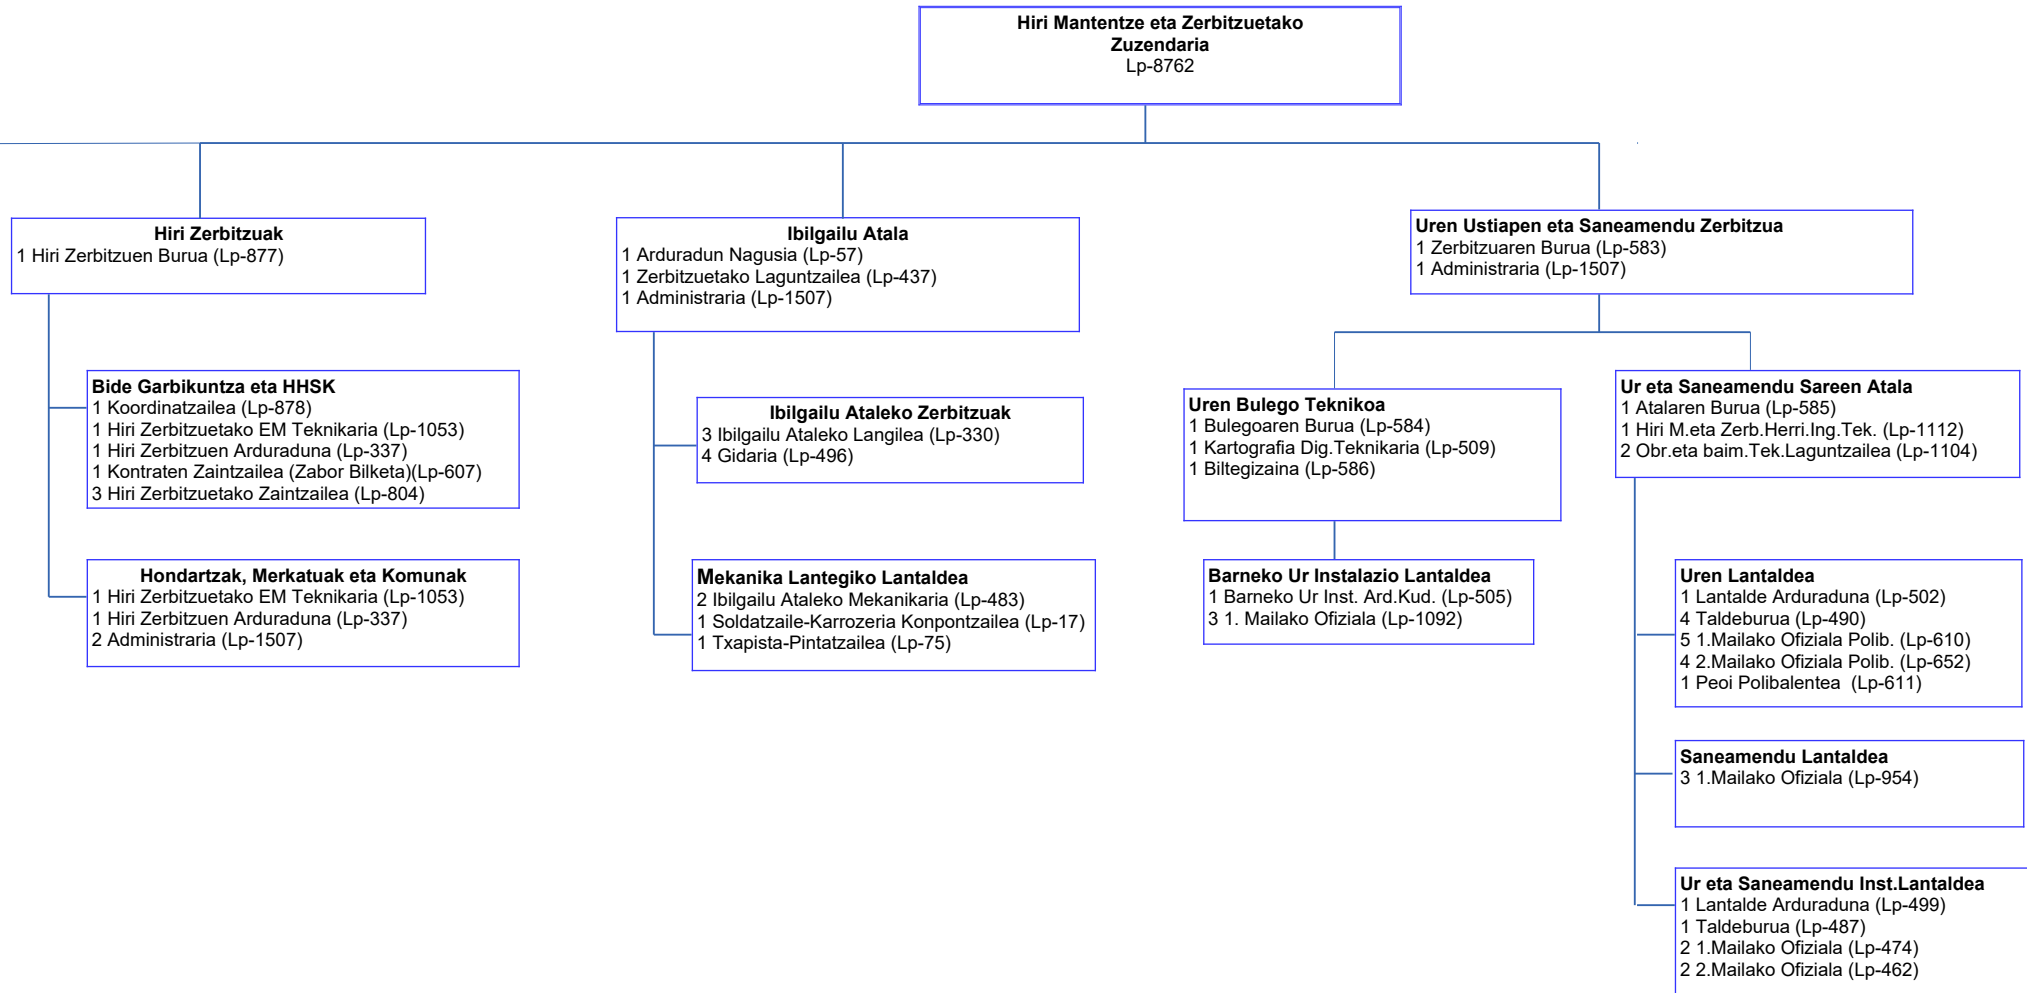 Hiri Mantentze eta Zerbitzuetako
Zuzendaria
Lp-8762
Hiri Zerbitzuak
1 Hiri Zerbitzuen Burua (Lp-877)
Bide Garbikuntza eta HHSK
1 Koordinatzailea (Lp-878)
1 Hiri Zerbitzuetako EM Teknikaria (Lp-1053)
1 Hiri Zerbitzuen Arduraduna (Lp-337)
1 Kontraten Zaintzailea (Zabor Bilketa)(Lp-607)
3 Hiri Zerbitzuetako Zaintzailea (Lp-804)
Hondartzak, Merkatuak eta Komunak
1 Hiri Zerbitzuetako EM Teknikaria (Lp-1053)
1 Hiri Zerbitzuen Arduraduna (Lp-337)
2 Administraria (Lp-1507)
Ibilgailu Atala
1 Arduradun Nagusia (Lp-57)
1 Zerbitzuetako Laguntzailea (Lp-437)
1 Administraria (Lp-1507)
Ibilgailu Ataleko Zerbitzuak
3 Ibilgailu Ataleko Langilea (Lp-330)
4 Gidaria (Lp-496)
Mekanika Lantegiko Lantaldea
2 Ibilgailu Ataleko Mekanikaria (Lp-483)
1 Soldatzaile-Karrozeria Konpontzailea (Lp-17)
1 Txapista-Pintatzailea (Lp-75)
Uren Ustiapen eta Saneamendu Zerbitzua
1 Zerbitzuaren Burua (Lp-583)
1 Administraria (Lp-1507)
Uren Bulego Teknikoa
1 Bulegoaren Burua (Lp-584)
1 Kartografia Dig.Teknikaria (Lp-509)
1 Biltegizaina (Lp-586)
Barneko Ur Instalazio Lantaldea
1 Barneko Ur Inst. Ard.Kud. (Lp-505)
3 1. Mailako Ofiziala (Lp-1092)
Ur eta Saneamendu Sareen Atala
1 Atalaren Burua (Lp-585)
1 Hiri M.eta Zerb.Herri.Ing.Tek. (Lp-1112)
2 Obr.eta baim.Tek.Laguntzailea (Lp-1104)
Uren Lantaldea
1 Lantalde Arduraduna (Lp-502)
4 Taldeburua (Lp-490)
5 1.Mailako Ofiziala Polib. (Lp-610)
4 2.Mailako Ofiziala Polib. (Lp-652)
1 Peoi Polibalentea (Lp-611)
Saneamendu Lantaldea
3 1.Mailako Ofiziala (Lp-954)
Ur eta Saneamendu Inst.Lantaldea
1 Lantalde Arduraduna (Lp-499)
1 Taldeburua (Lp-487)
2 1.Mailako Ofiziala (Lp-474)
2 2.Mailako Ofiziala (Lp-462)